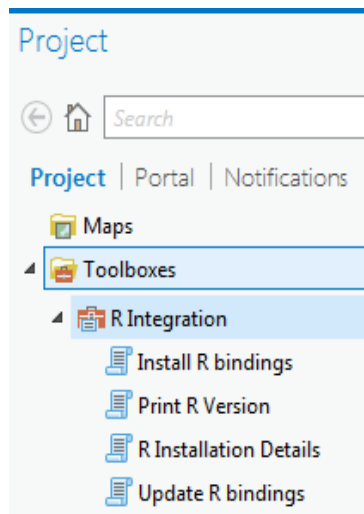 Project
Search
Project | Portal | Notifications
Maps
Toolboxes
R Integration
Install R bindings
Print R Version
R Installation Details
Update R bindings